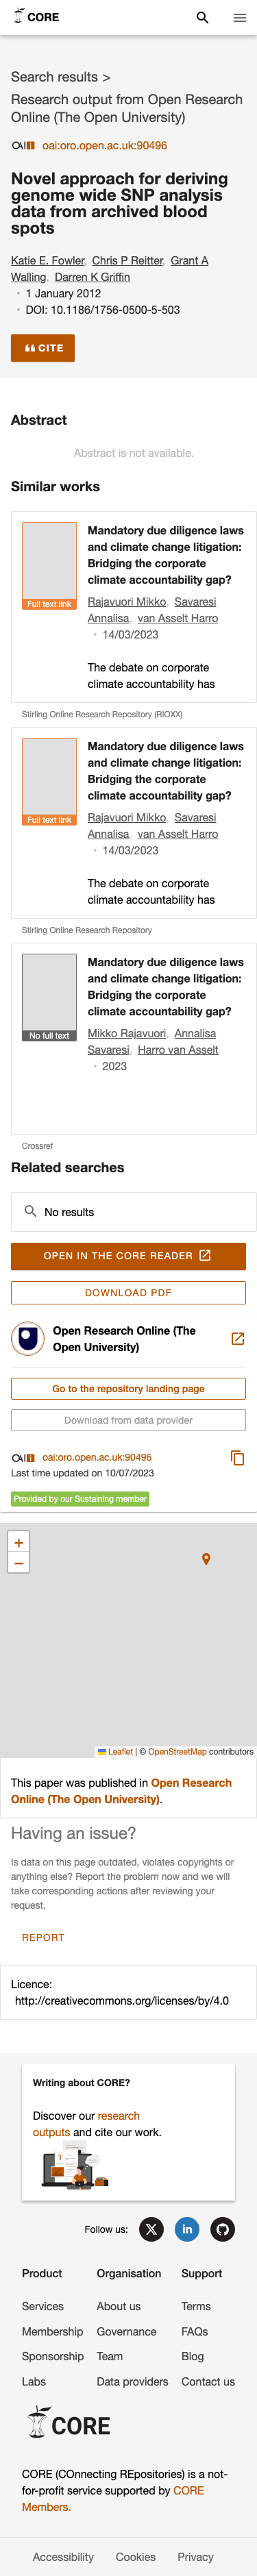 CORE
Search results >
Research output from Open Research
Online (The Open University)
OAI oai:oro.open.ac.uk:90496
Novel approach for deriving
genome wide SNP analysis
data from archived blood
spots
Katie E. Fowler, Chris P Reitter, Grant A
Walling, Darren K Griffin
• 1 January 2012
• DOI: 10.1186/1756-0500-5-503
CITE
Abstract
Abstract is not available.
Similar works
Full text link
Mandatory due diligence laws
and climate change litigation:
Bridging the corporate
climate accountability gap?
Rajavuori Mikko, Savaresi
Annalisa, van Asselt Harro
• 14/03/2023
The debate on corporate
climate accountability has
Stirling Online Research Repository (RIOXX)
Full text link
Mandatory due diligence laws
and climate change litigation:
Bridging the corporate
climate accountability gap?
Rajavuori Mikko, Savaresi
Annalisa, van Asselt Harro
• 14/03/2023
The debate on corporate
climate accountability has
Stirling Online Research Repository
No full text
Mandatory due diligence laws
and climate change litigation:
Bridging the corporate
climate accountability gap?
Mikko Rajavuori, Annalisa
Savaresi, Harro van Asselt
• 2023
Crossref
Related searches
No results
OPEN IN THE CORE READER
DOWNLOAD PDF
Open Research Online (The
Open University)
Go to the repository landing page
Download from data provider
OAI oai:oro.open.ac.uk:90496
Last time updated on 10/07/2023
Provided by our Sustaining member
+
−
Leaflet | © OpenStreetMap contributors
This paper was published in Open Research
Online (The Open University).
Having an issue?
Is data on this page outdated, violates copyrights or
anything else? Report the problem now and we will
take corresponding actions after reviewing your
request.
REPORT
Licence:
http://creativecommons.org/licenses/by/4.0
Writing about CORE?
Discover our research
outputs and cite our work.
Follow us:
Product Organisation Support
Services About us Terms
Membership Governance FAQs
Sponsorship Team Blog
Labs Data providers Contact us
CORE
CORE (COnnecting REpositories) is a not-
for-profit service supported by CORE
Members.
Accessibility Cookies Privacy